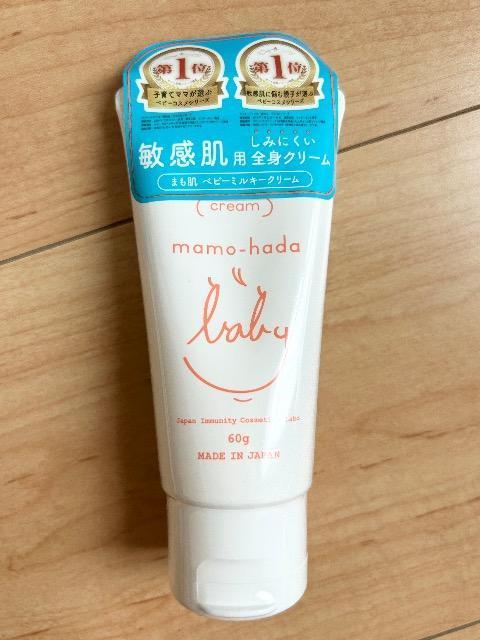 第1位
子育てママが選ぶ
ベビーコスメシリーズ
第1位
敏感肌に悩む親子が選ぶ
ベビーコスメシリーズ
敏感肌用
しみにくい
全身クリーム
まも肌 ベビーミルキークリーム
(cream)
mamo-hada
baby
Japan Immunity Cosmetic Labo
60g
MADE IN JAPAN